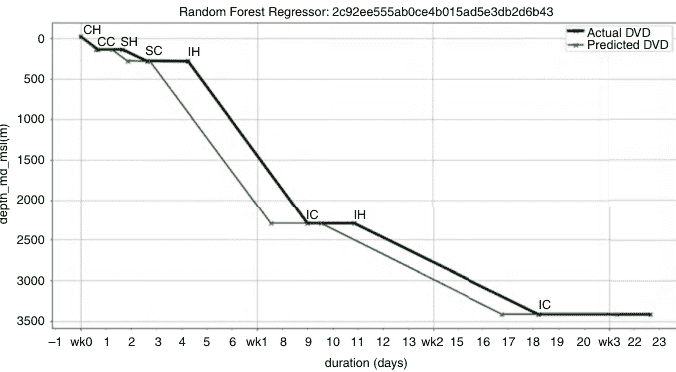 Random Forest Regressor: 2c92ee555ab0ce4b015ad5e3db2d6b43
Actual DVD
Predicted DVD
CH
CC SH
SC
IH
IC
IH
IC
0
500
1000
1500
2000
2500
3000
3500
depth_md_msl(m)
−1 wk0 1 2 3 4 5 6 wk1 8 9 10 11 12 13 wk2 15 16 17 18 19 20 wk3 22 23
duration (days)